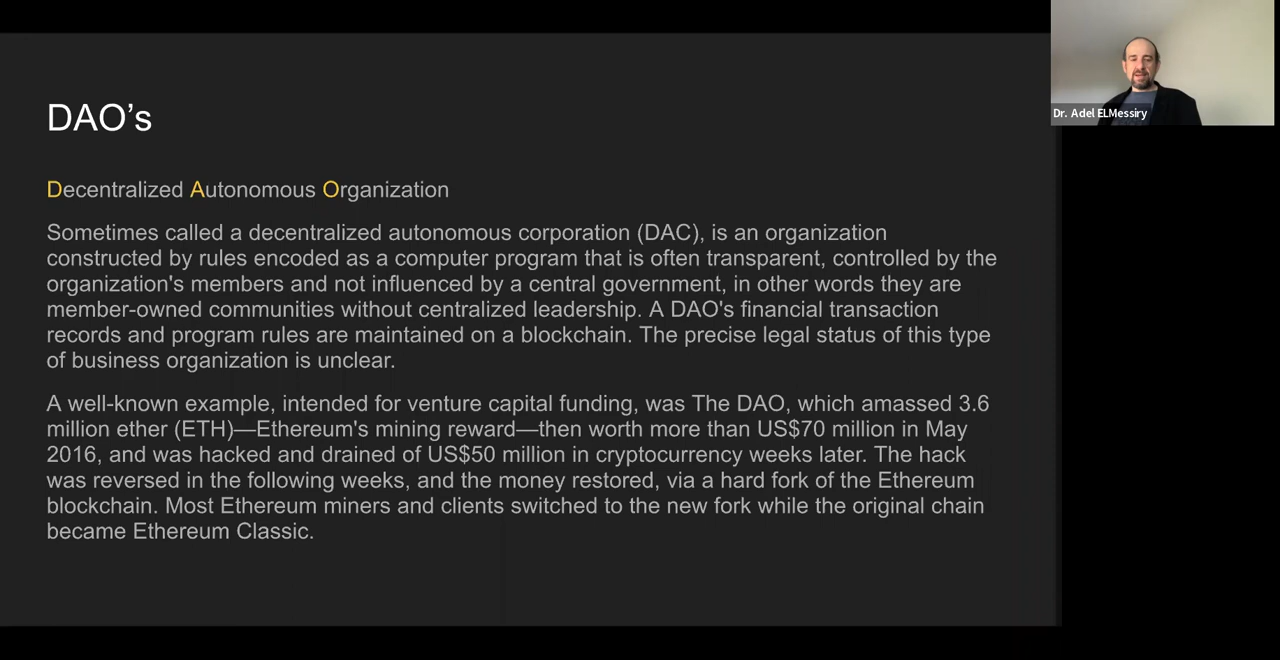 DAO’s
Decentralized Autonomous Organization
Sometimes called a decentralized autonomous corporation (DAC), is an organization
constructed by rules encoded as a computer program that is often transparent, controlled by the
organization's members and not influenced by a central government, in other words they are
member-owned communities without centralized leadership. A DAO's financial transaction
records and program rules are maintained on a blockchain. The precise legal status of this type
of business organization is unclear.
A well-known example, intended for venture capital funding, was The DAO, which amassed 3.6
million ether (ETH)—Ethereum's mining reward—then worth more than US$70 million in May
2016, and was hacked and drained of US$50 million in cryptocurrency weeks later. The hack
was reversed in the following weeks, and the money restored, via a hard fork of the Ethereum
blockchain. Most Ethereum miners and clients switched to the new fork while the original chain
became Ethereum Classic.
Dr. Adel ELMessiry